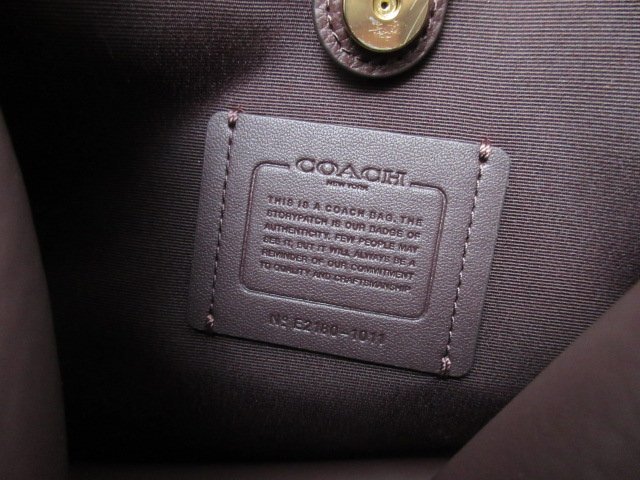 COACH
NEW YORK
THIS IS A COACH BAG. THE
STORYPATCH IS OUR BADGE OF
AUTHENTICITY. FEW PEOPLE MAY
SEE IT, BUT IT WILL ALWAYS BE A
REMINDER OF OUR COMMITMENT
TO QUALITY AND CRAFTSMANSHIP.
Nº E2180-1011